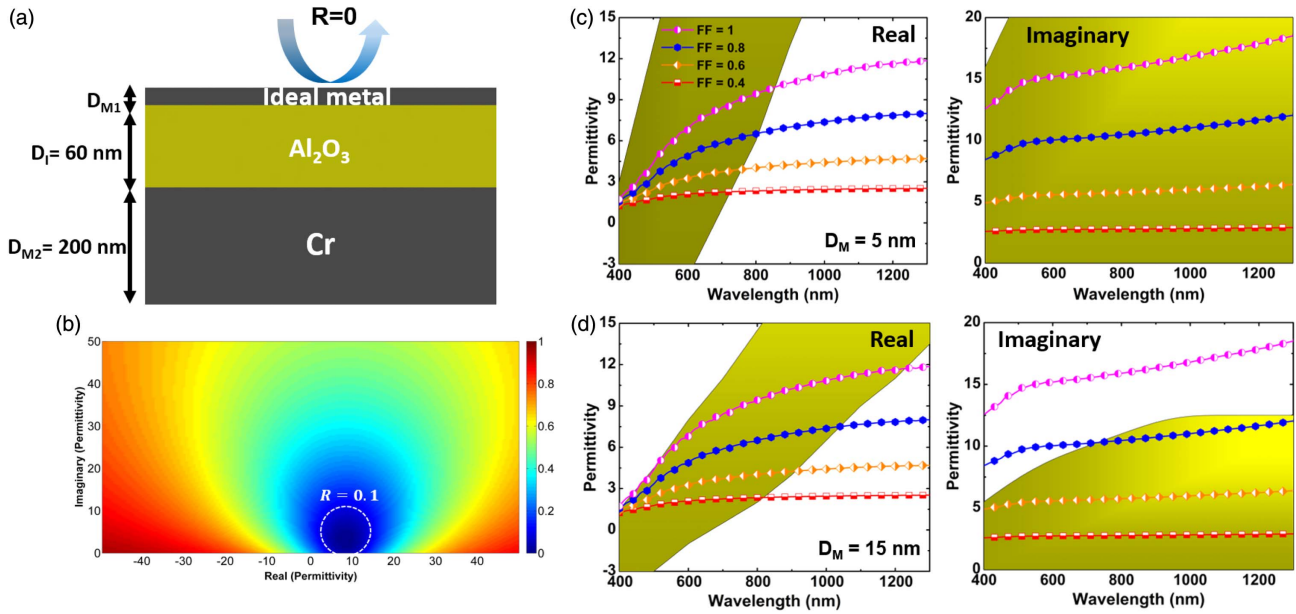 (a)
R=0
D_M1
Ideal metal
D_I= 60 nm
Al₂O₃
D_M2= 200 nm
Cr
(b)
50
40
30
20
10
0
Imaginary (Permittivity)
-50 -40 -30 -20 -10 0 10 20 30 40
Real (Permittivity)
R = 0.1
1
0.8
0.6
0.4
0.2
0
(c)
15
12
9
6
3
0
-3
Permittivity
FF = 1
FF = 0.8
FF = 0.6
FF = 0.4
Real
D_M = 5 nm
400 600 800 1000 1200
Wavelength (nm)
20
15
10
5
0
Permittivity
Imaginary
400 600 800 1000 1200
Wavelength (nm)
(d)
15
12
9
6
3
0
-3
Permittivity
Real
D_M = 15 nm
400 600 800 1000 1200
Wavelength (nm)
20
15
10
5
0
Permittivity
Imaginary
400 600 800 1000 1200
Wavelength (nm)